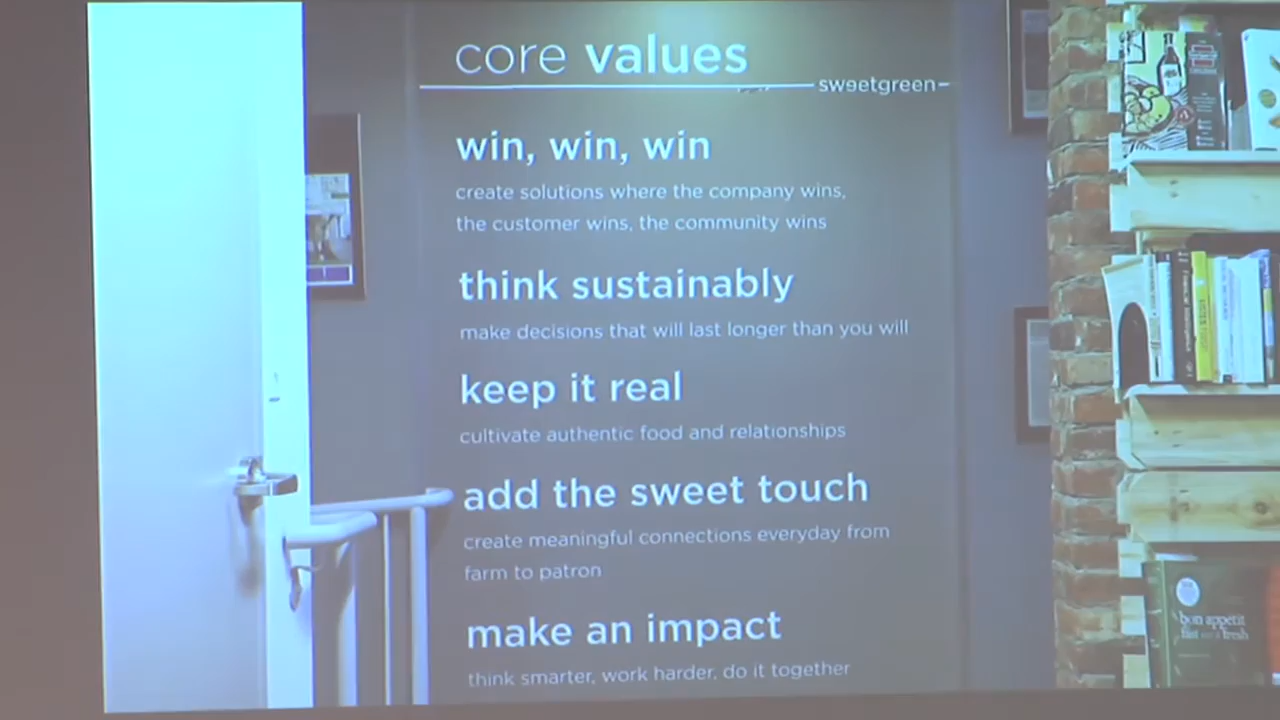 core values
sweetgreen
win, win, win
create solutions where the company wins,
the customer wins, the community wins
think sustainably
make decisions that will last longer than you will
keep it real
cultivate authentic food and relationships
add the sweet touch
create meaningful connections everyday from
farm to patron
make an impact
think smarter, work harder, do it together
bon appetit